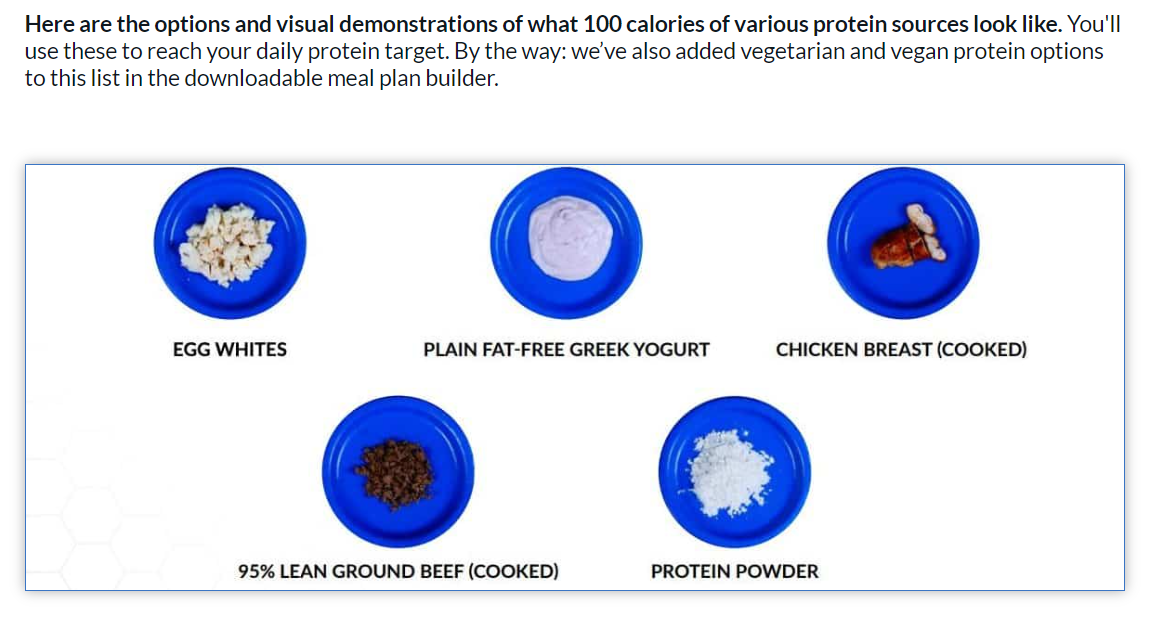 Here are the options and visual demonstrations of what 100 calories of various protein sources look like. You'll
use these to reach your daily protein target. By the way: we’ve also added vegetarian and vegan protein options
to this list in the downloadable meal plan builder.
EGG WHITES
PLAIN FAT-FREE GREEK YOGURT
CHICKEN BREAST (COOKED)
95% LEAN GROUND BEEF (COOKED)
PROTEIN POWDER